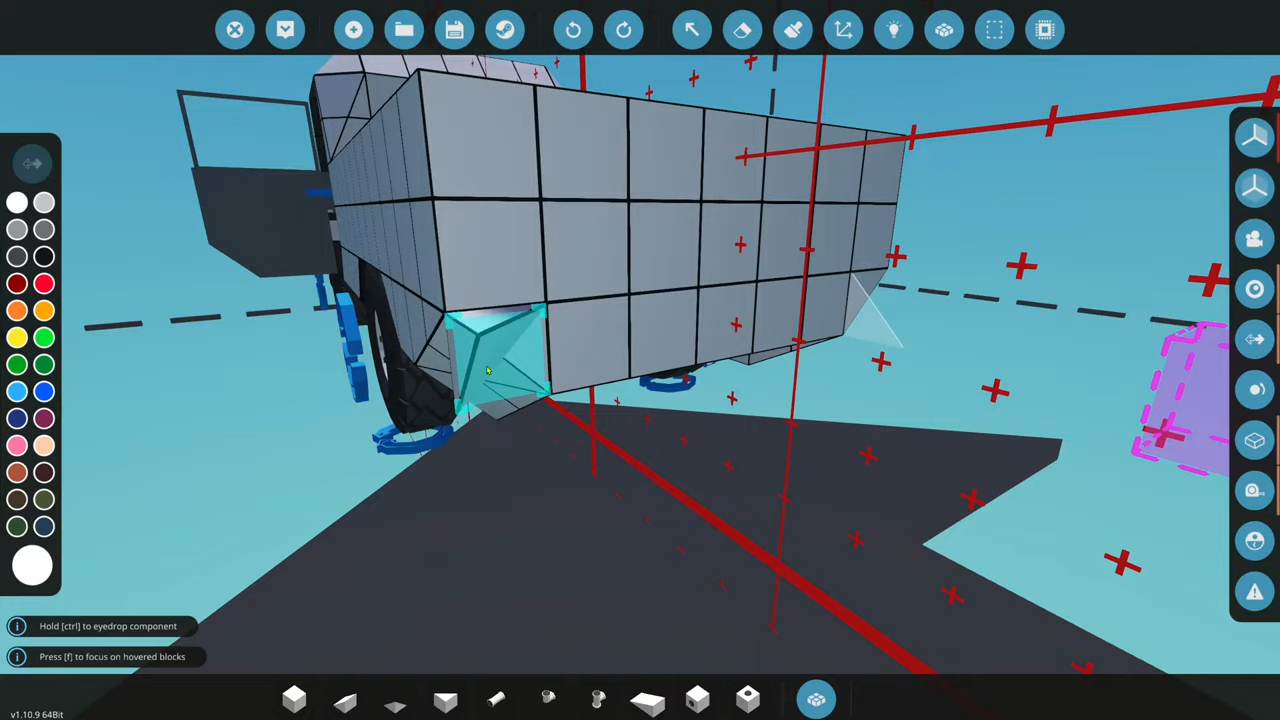 Hold [ctrl] to eyedrop component
Press [f] to focus on hovered blocks
v1.10.9 64Bit